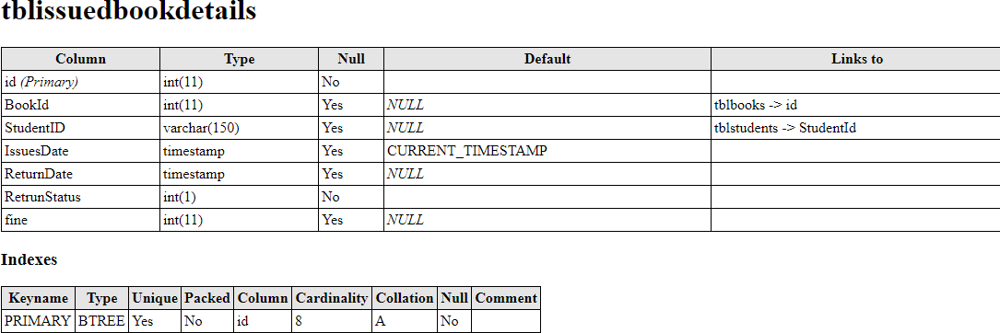 tblissuedbookdetails
Column Type Null Default Links to
id (Primary) int(11) No
BookId int(11) Yes NULL tblbooks -> id
StudentID varchar(150) Yes NULL tblstudents -> StudentId
IssuesDate timestamp Yes CURRENT_TIMESTAMP
ReturnDate timestamp Yes NULL
RetrunStatus int(1) No
fine int(11) Yes NULL
Indexes
Keyname Type Unique Packed Column Cardinality Collation Null Comment
PRIMARY BTREE Yes No id 8 A No